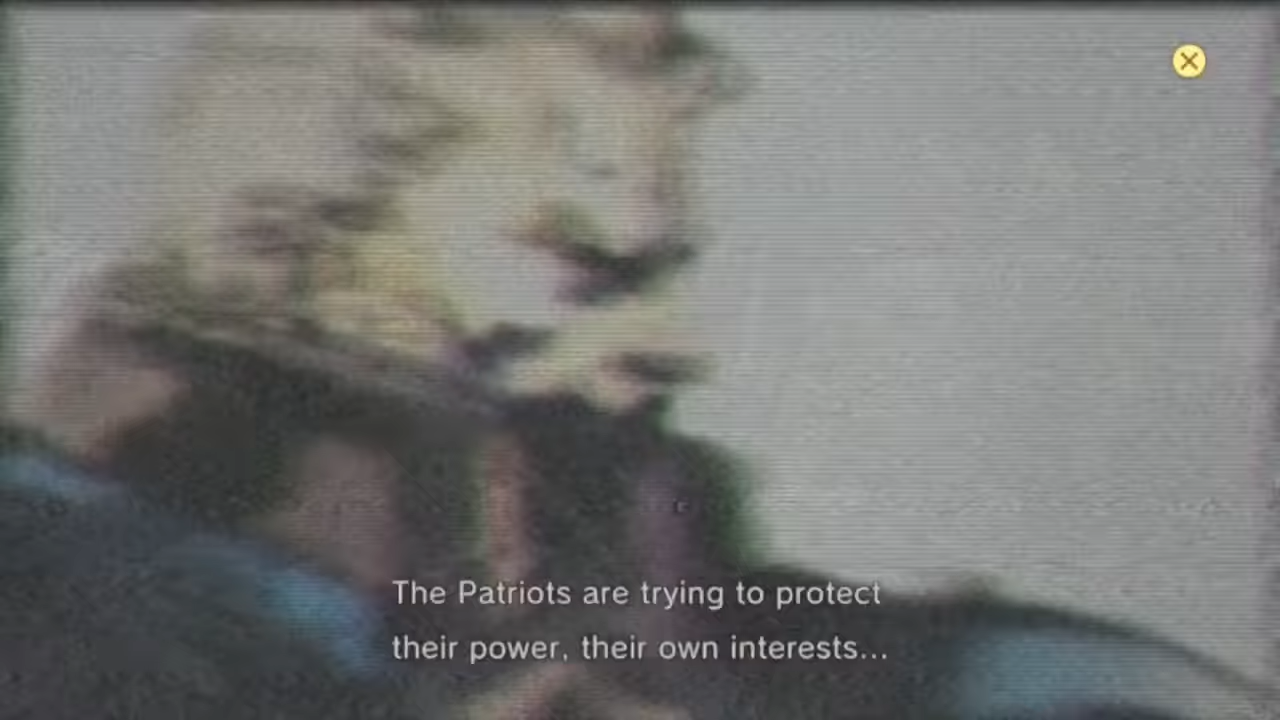 The Patriots are trying to protect
their power, their own interests...